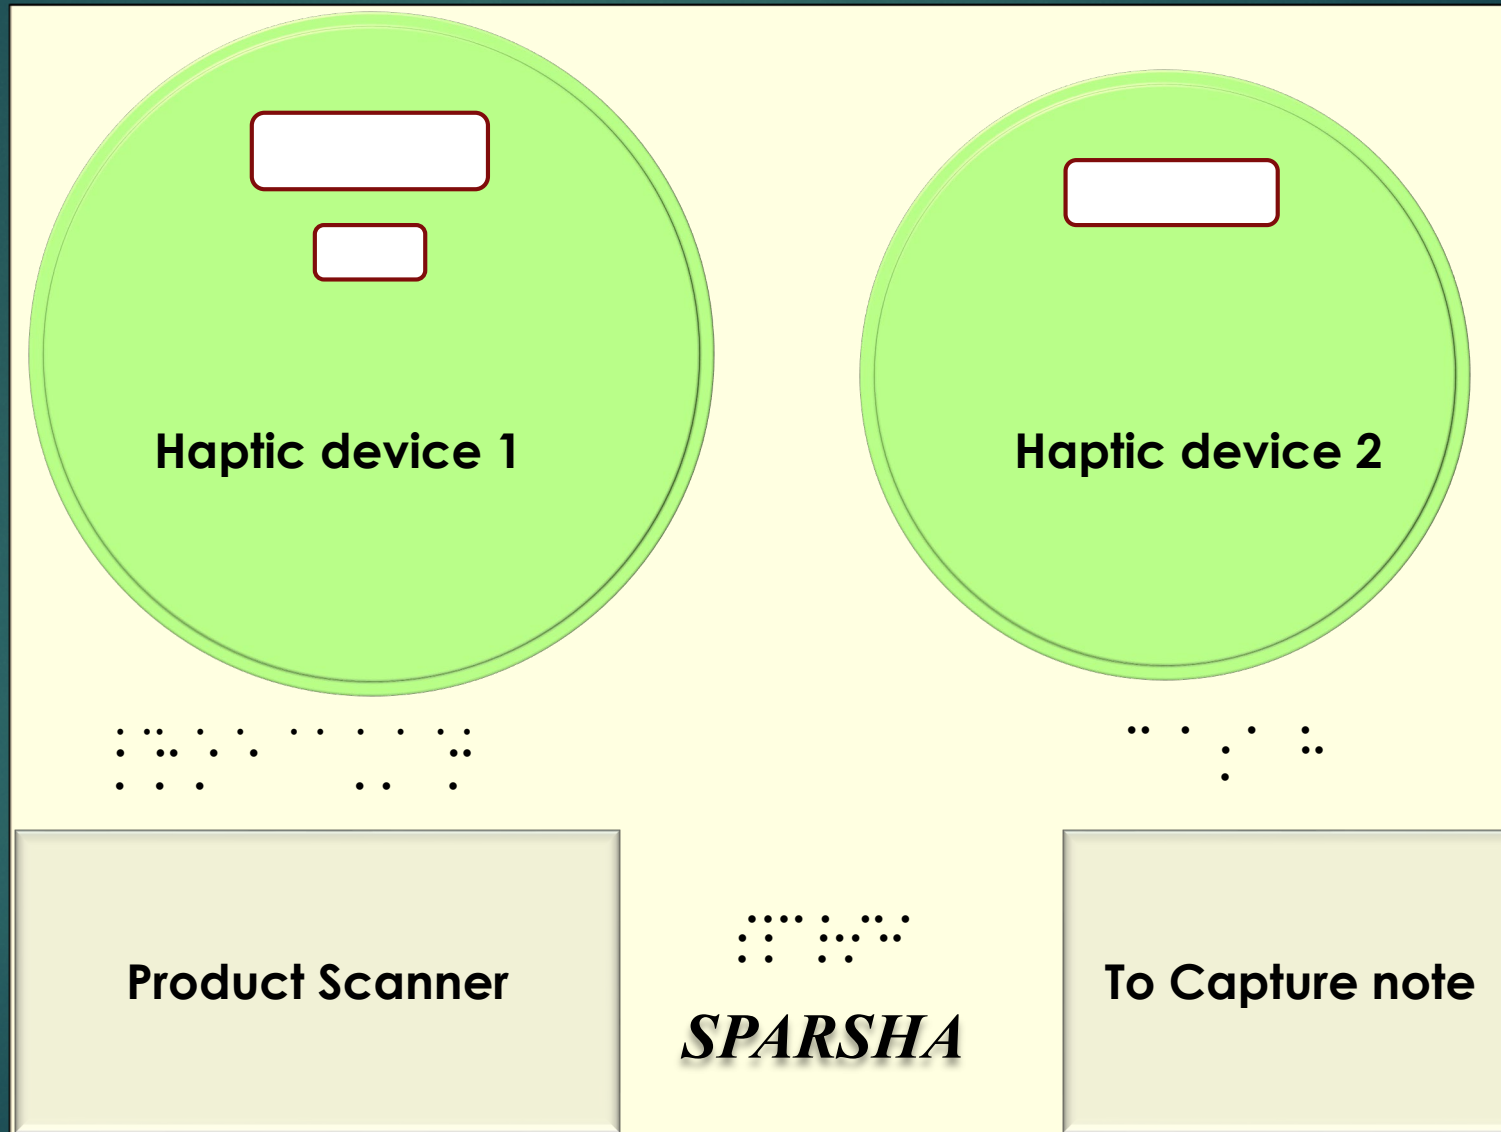 Haptic device 1
Haptic device 2
Product Scanner
SPARSHA
To Capture note